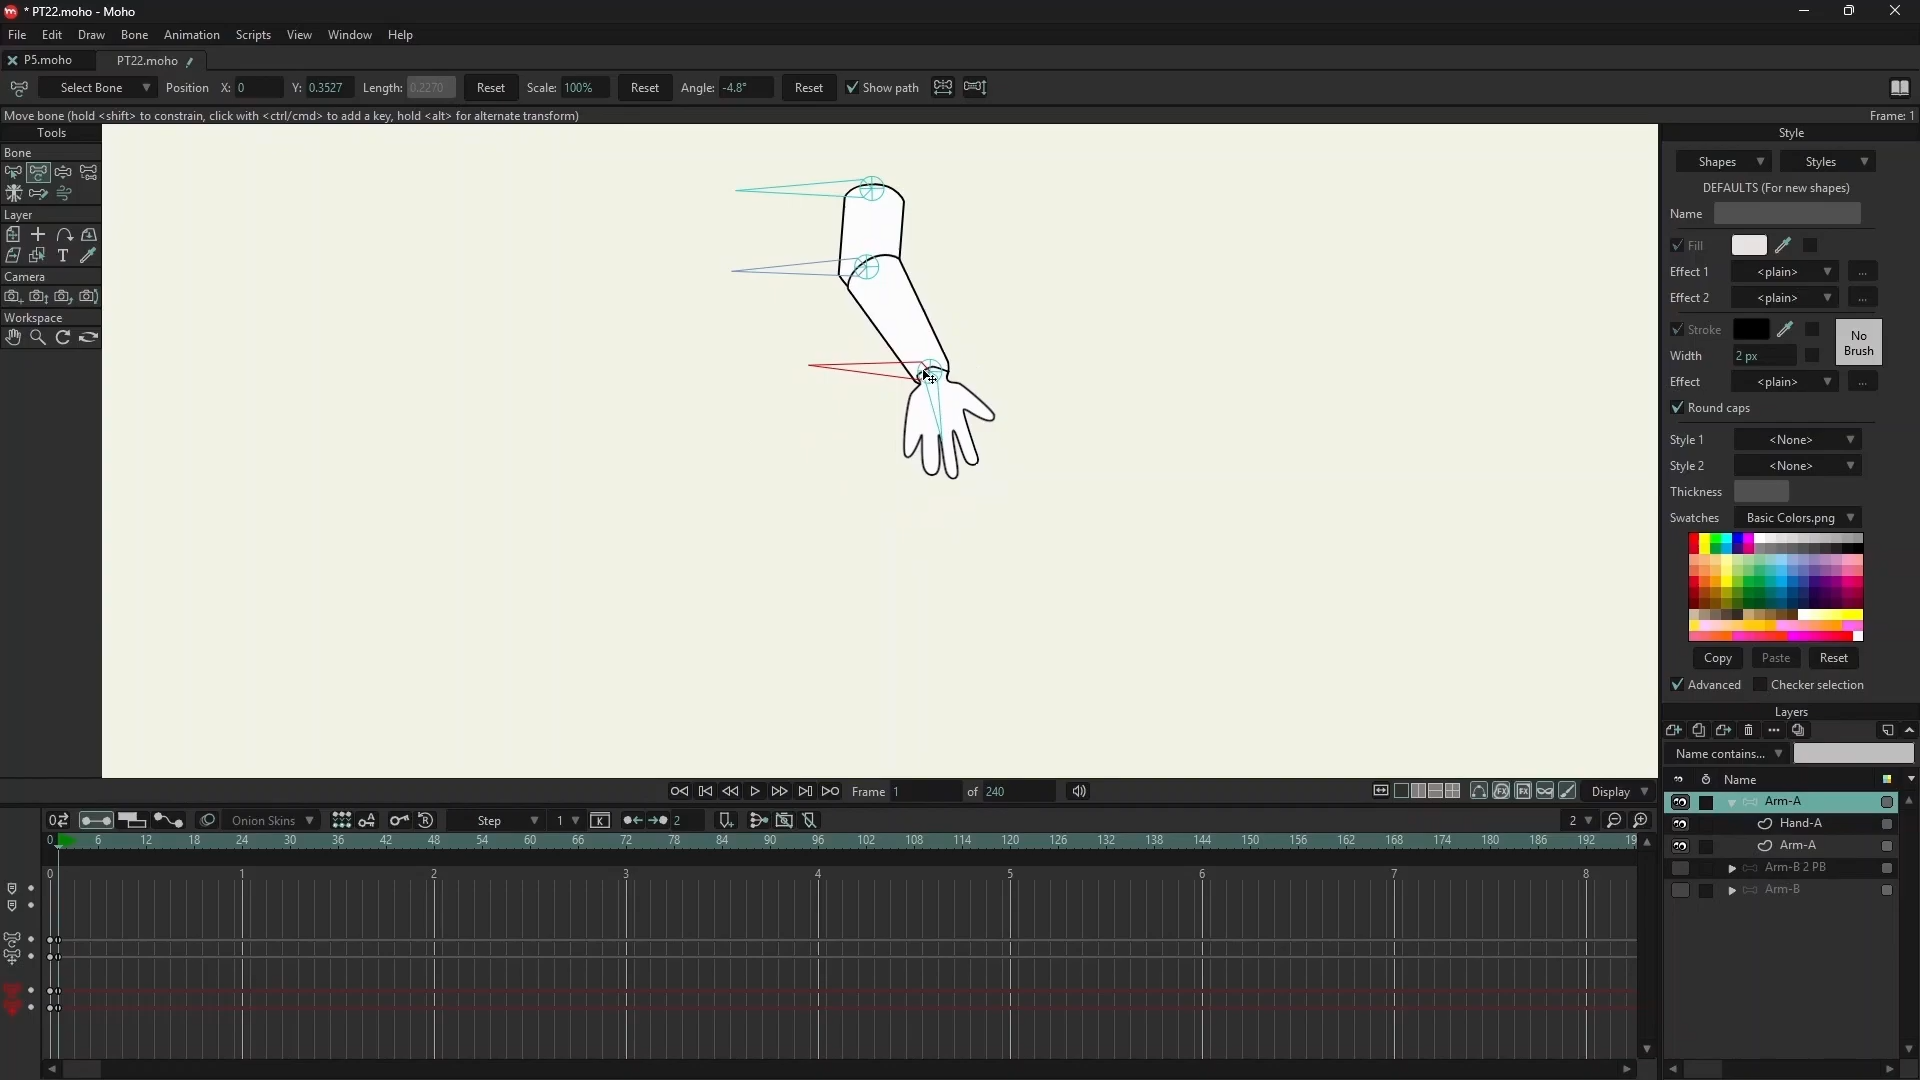 * PT22.moho - Moho
File Edit Draw Bone Animation Scripts View Window Help
P5.moho PT22.moho
Select Bone Position X: 0 Y: 0.3527 Length: 0.2270 Reset Scale: 100% Reset Angle: -4.8° Reset Show path
Move bone (hold <shift> to constrain, click with <ctrl/cmd> to add a key, hold <alt> for alternate transform) Frame: 1
Tools
Bone
Layer
Camera
Workspace
Style
Shapes Styles
DEFAULTS (For new shapes)
Name
Fill
Effect 1 <plain> ...
Effect 2 <plain> ...
Stroke
No Brush
Width 2 px
Effect <plain> ...
Round caps
Style 1 <None>
Style 2 <None>
Thickness
Swatches Basic Colors.png
Copy Paste Reset
Advanced Checker selection
Layers
Name contains...
Name
Arm-A
Hand-A
Arm-A
Arm-B 2 PB
Arm-B
Frame 1 of 240 Display
Onion Skins Step 1 K 2 2
0 6 12 18 24 30 36 42 48 54 60 66 72 78 84 90 96 102 108 114 120 126 132 138 144 150 156 162 168 174 180 186 192 19
0 1 2 3 4 5 6 7 8